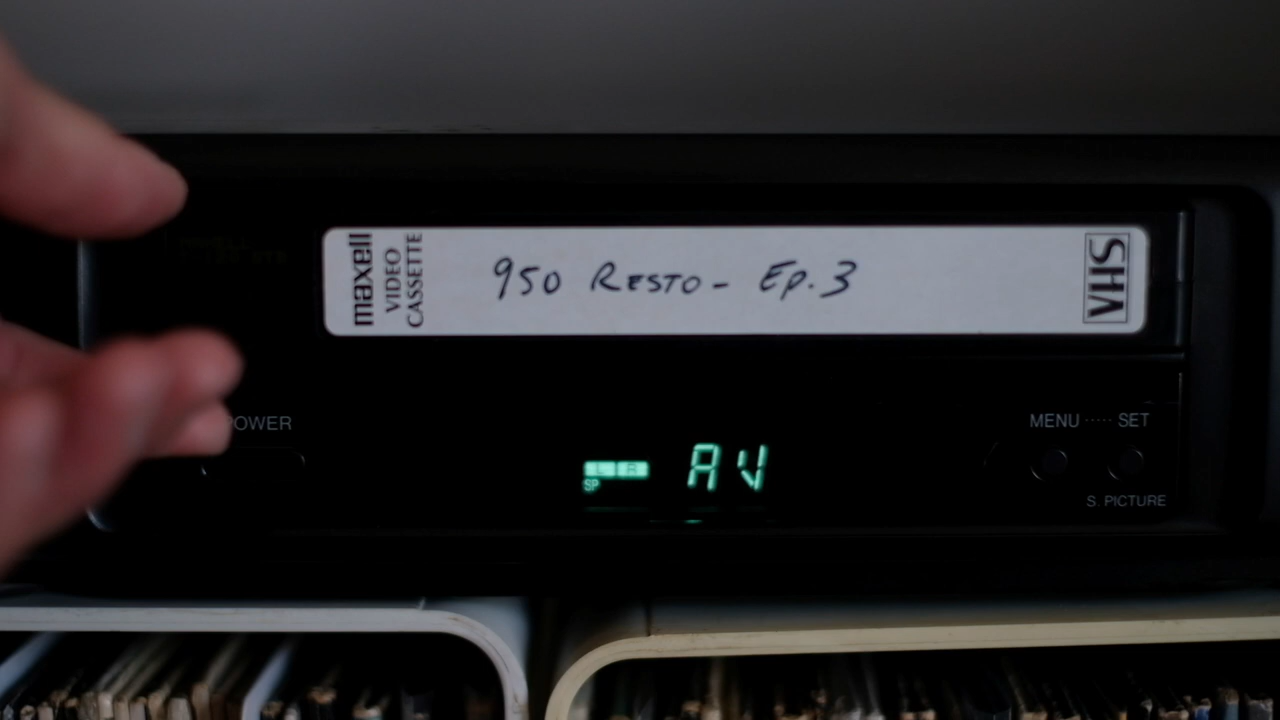 maxell
VIDEO
CASSETTE
950 RESTO - EP.3
VHS
POWER
L R
SP
AV
MENU ····· SET
S. PICTURE